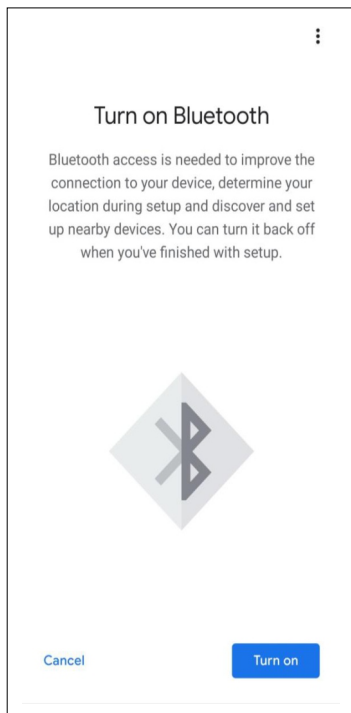 Turn on Bluetooth
Bluetooth access is needed to improve the
connection to your device, determine your
location during setup and discover and set
up nearby devices. You can turn it back off
when you've finished with setup.
Cancel
Turn on